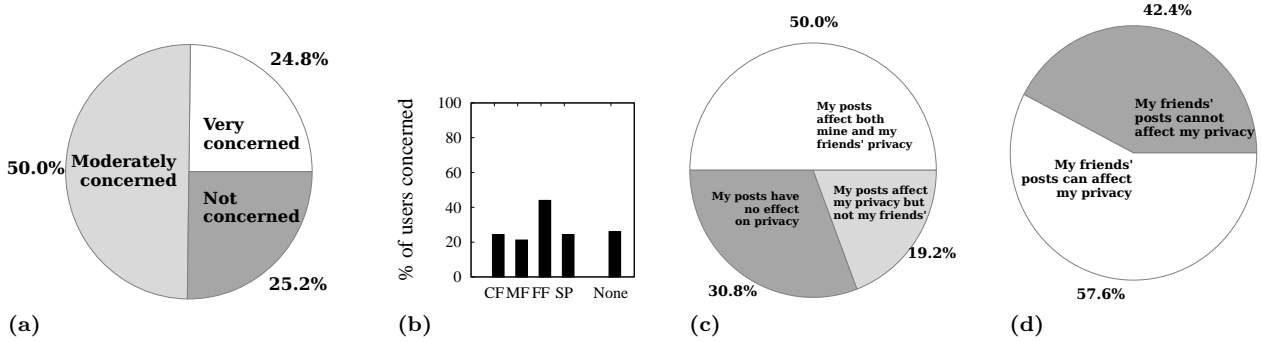 24.8%
Very
concerned
50.0%
Moderately
concerned
Not
concerned
25.2%
(a)
% of users concerned
100
80
60
40
20
0
CF MF FF SP None
(b)
50.0%
My posts
affect both
mine and my
friends' privacy
My posts have
no effect
on privacy
My posts affect
my privacy but
not my friends'
19.2%
30.8%
(c)
42.4%
My friends'
posts cannot
affect my privacy
My friends'
posts can affect
my privacy
57.6%
(d)